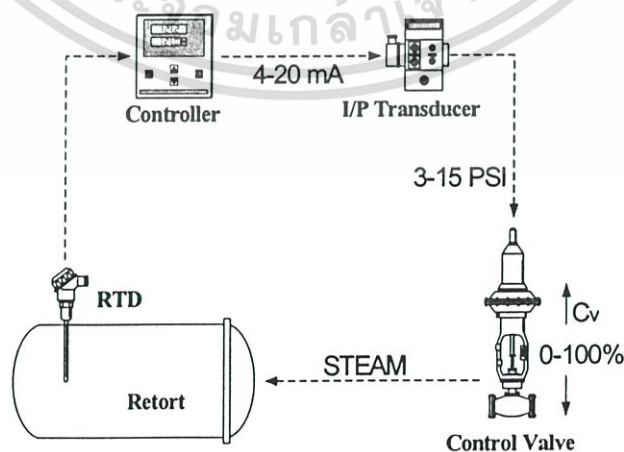 4-20 mA
Controller
I/P Transducer
3-15 PSI
RTD
Cv
0-100%
STEAM
Retort
Control Valve